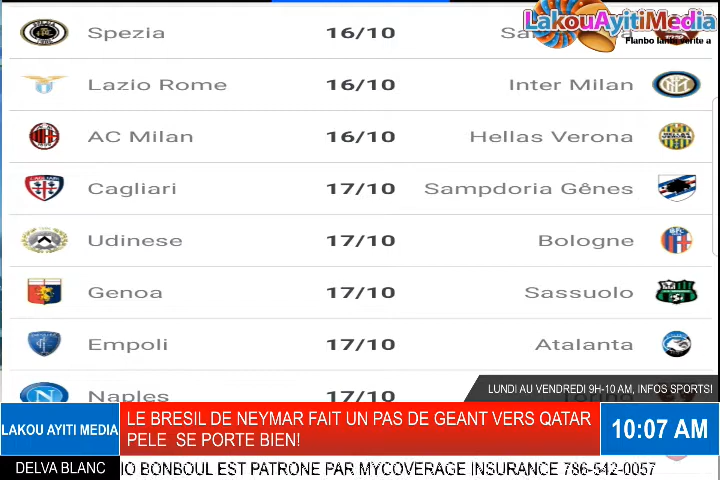 LakouAyitiMedia
Flanbo lanti verite a
Spezia 16/10
Lazio Rome 16/10 Inter Milan
AC Milan 16/10 Hellas Verona
Cagliari 17/10 Sampdoria Gênes
Udinese 17/10 Bologne
Genoa 17/10 Sassuolo
Empoli 17/10 Atalanta
Naples 17/10
LUNDI AU VENDREDI 9H-10 AM, INFOS SPORTS!
LAKOU AYITI MEDIA
LE BRESIL DE NEYMAR FAIT UN PAS DE GEANT VERS QATAR
PELE SE PORTE BIEN!
10:07 AM
DELVA BLANC
IO BONBOUL EST PATRONE PAR MYCOVERAGE INSURANCE 786-542-0057